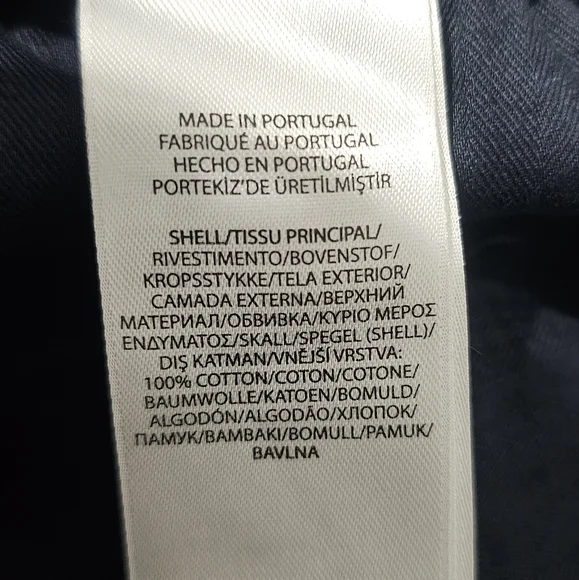 MADE IN PORTUGAL
FABRIQUÉ AU PORTUGAL
HECHO EN PORTUGAL
PORTEKİZ'DE ÜRETİLMİŞTİR
SHELL/TISSU PRINCIPAL/
RIVESTIMENTO/BOVENSTOF/
KROPSSTYKKE/TELA EXTERIOR/
CAMADA EXTERNA/ВЕРХНИЙ
МАТЕРИАЛ/ОБВИВКА/ΚΥΡΙΟ ΜΕΡΟΣ
ΕΝΔΥΜΑΤΟΣ/SKALL/SPEGEL (SHELL)/
DIŞ KATMAN/VNĚJŠÍ VRSTVA:
100% COTTON/COTON/COTONE/
BAUMWOLLE/KATOEN/BOMULD/
ALGODÓN/ALGODÃO/ХЛОПОК/
ПАМУК/ΒΑΜΒΑΚΙ/BOMULL/PAMUK/
BAVLNA